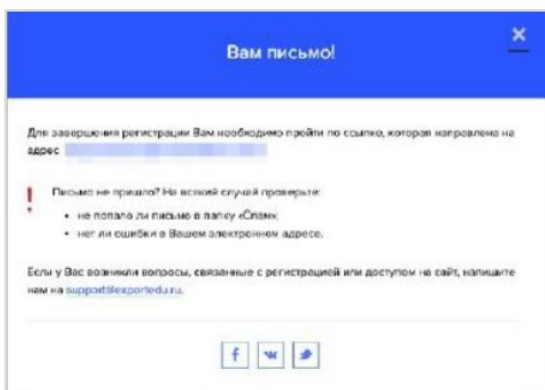 Вам письмо!
Для завершения регистрации Вам необходимо пройти по ссылке, которая направлена на
адрес
Письмо не пришло? На всякий случай проверьте:
не попало ли письмо в папку «Спам»;
нет ли ошибки в Вашем электронном адресе.
Если у Вас возникли вопросы, связанные с регистрацией или доступом на сайт, напишите
нам на support@exportedu.ru.